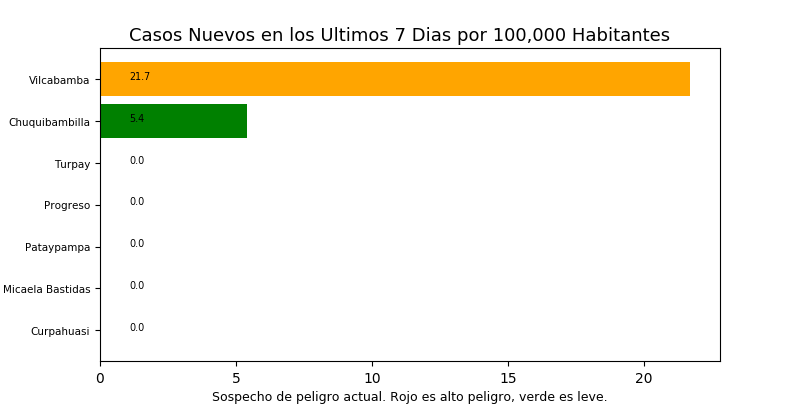 Casos Nuevos en los Ultimos 7 Dias por 100,000 Habitantes
Vilcabamba 21.7
Chuquibambilla 5.4
Turpay 0.0
Progreso 0.0
Pataypampa 0.0
Micaela Bastidas 0.0
Curpahuasi 0.0
0 5 10 15 20
Sospecho de peligro actual. Rojo es alto peligro, verde es leve.